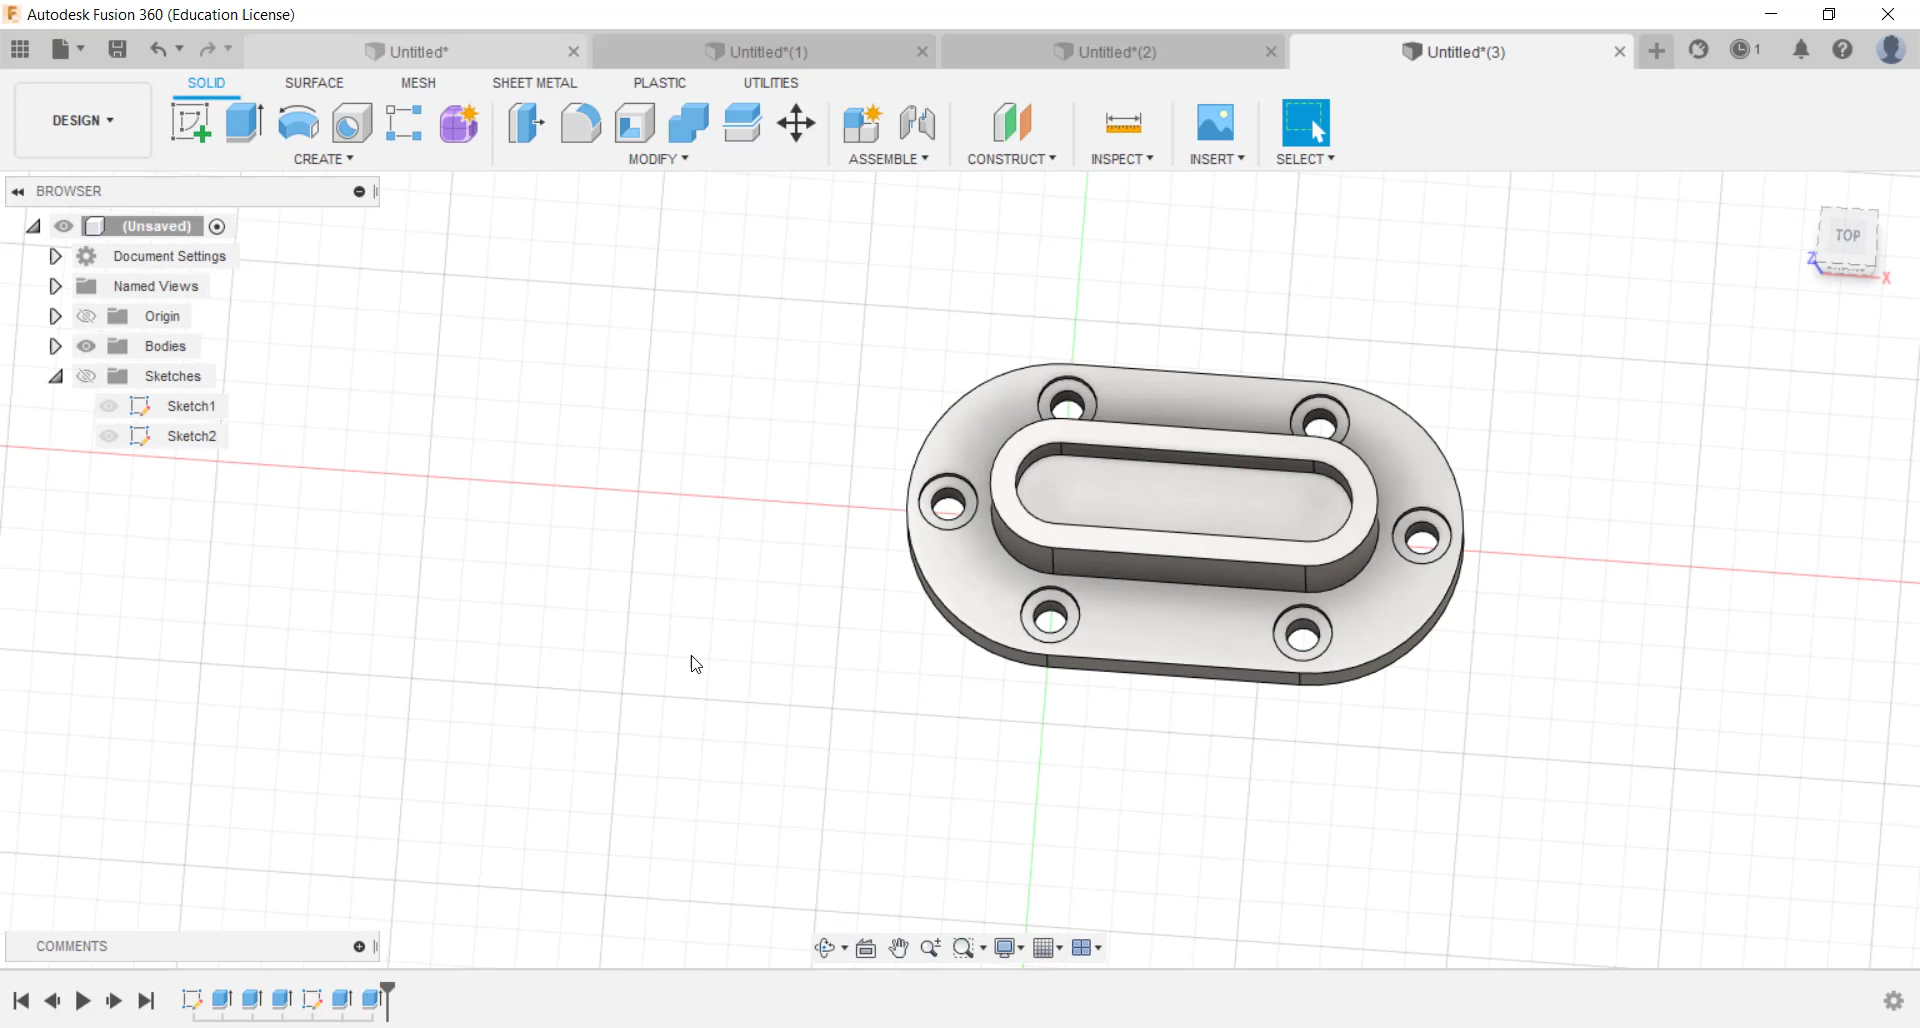 Autodesk Fusion 360 (Education License)
Untitled*
Untitled*(1)
Untitled*(2)
Untitled*(3)
1
DESIGN
SOLID
SURFACE
MESH
SHEET METAL
PLASTIC
UTILITIES
CREATE
MODIFY
ASSEMBLE
CONSTRUCT
INSPECT
INSERT
SELECT
BROWSER
(Unsaved)
Document Settings
Named Views
Origin
Bodies
Sketches
Sketch1
Sketch2
TOP
Z
X
COMMENTS